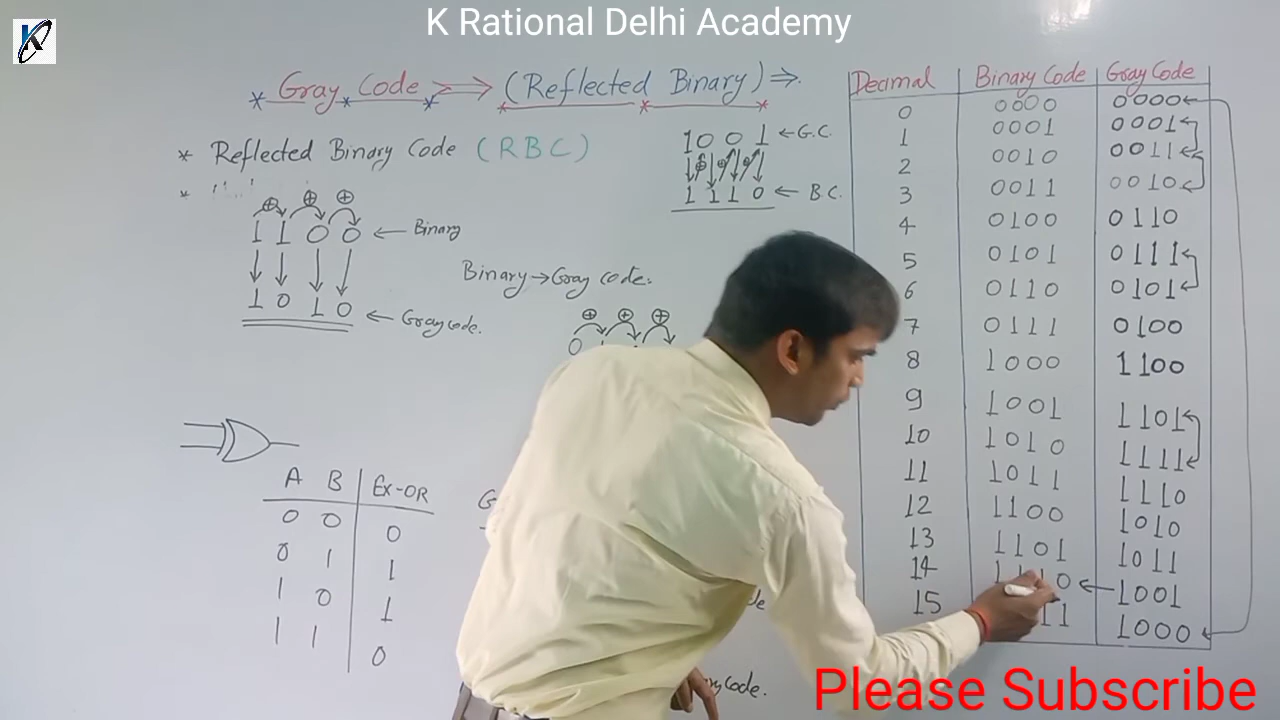 K Rational Delhi Academy
K
* Gray Code * * ⇒ (Reflected Binary) ⇒
* Reflected Binary Code (RBC)
*
⊕ ⊕ ⊕
1 1 0 0 ← Binary
1 0 1 0 ← Gray code.
1 0 0 1 ← G.C.
1 1 1 0 ← B.C.
Binary → Gray code:
⊕ ⊕ ⊕
0
A B Ex-OR
0 0 0
0 1 1
1 0 1
1 1 0
Decimal Binary Code Gray Code
0 0000 0000
1 0001 0001
2 0010 0011
3 0011 0010
4 0100 0110
5 0101 0111
6 0110 0101
7 0111 0100
8 1000 1100
9 1001 1101
10 1010 1111
11 1011 1110
12 1100 1010
13 1101 1011
14 1110 ← 1001
15 11 1000
code.
Please Subscribe